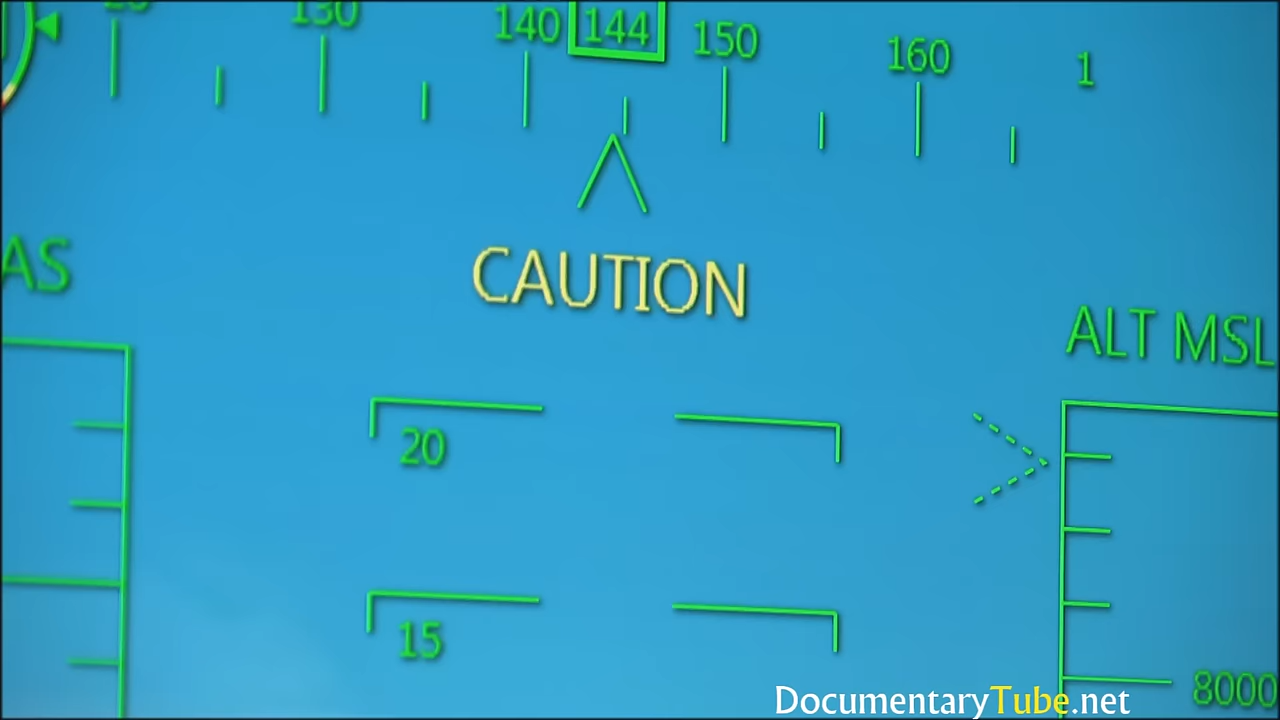 130 140 144 150 160 1
CAUTION
AS
ALT MSL
20
15
8000
DocumentaryTube.net